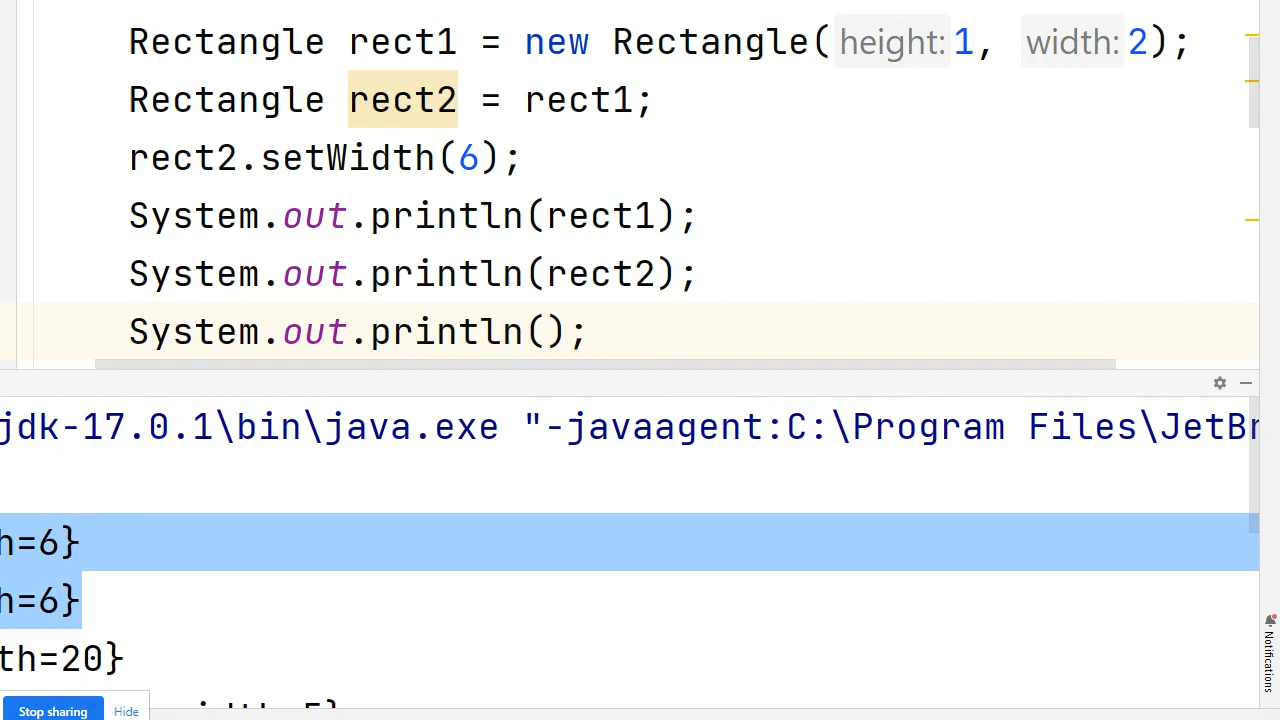 Rectangle rect1 = new Rectangle( height: 1, width: 2);
Rectangle rect2 = rect1;
rect2.setWidth(6);
System.out.println(rect1);
System.out.println(rect2);
System.out.println();
jdk-17.0.1\bin\java.exe "-javaagent:C:\Program Files\JetBr
h=6}
h=6}
th=20}
Notifications
Stop sharing
Hide